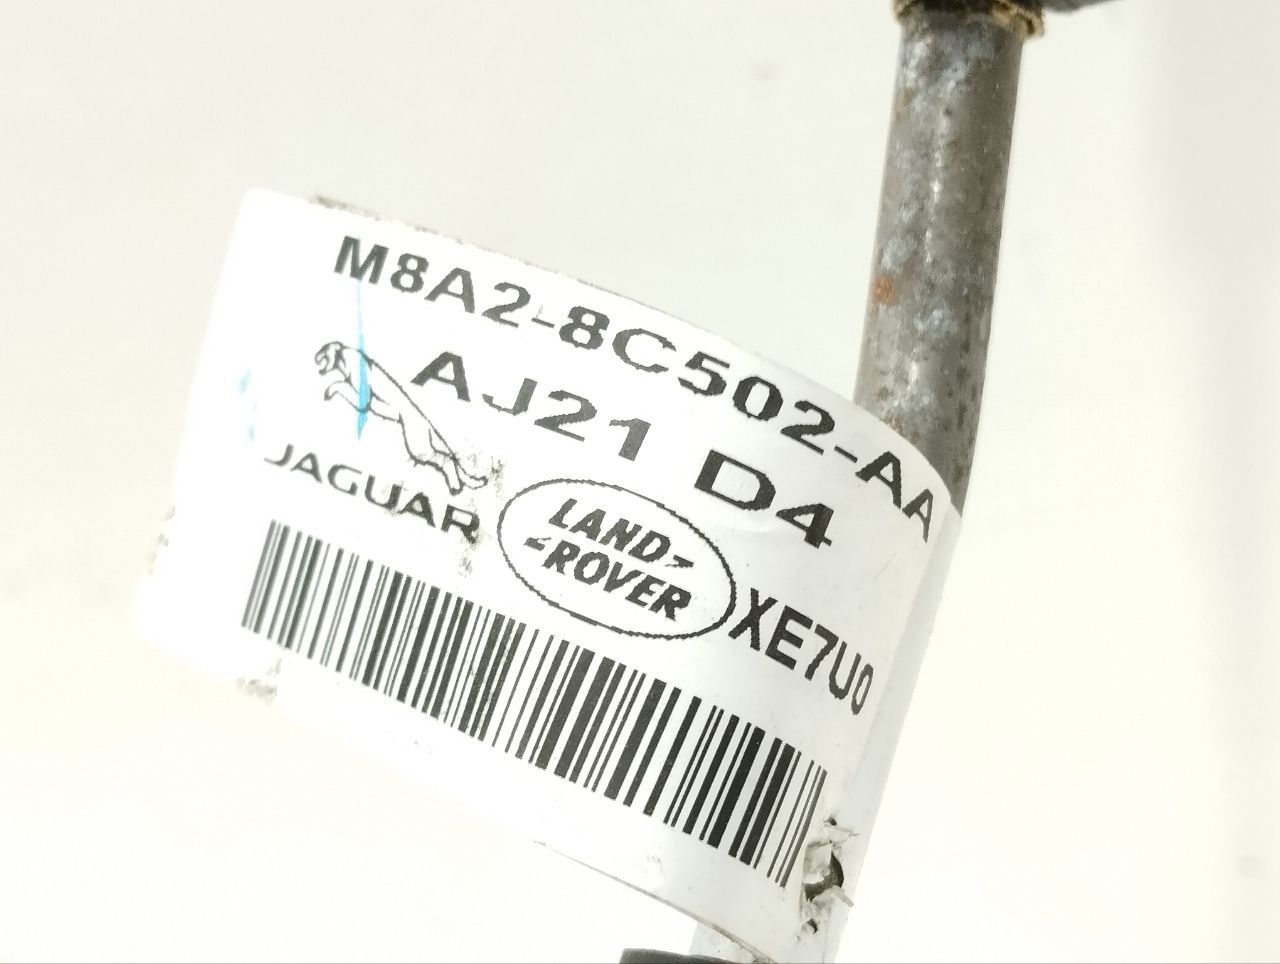 M8A2-8C502-AA
AJ21 D4
JAGUAR
LAND
ROVER
XE7U0